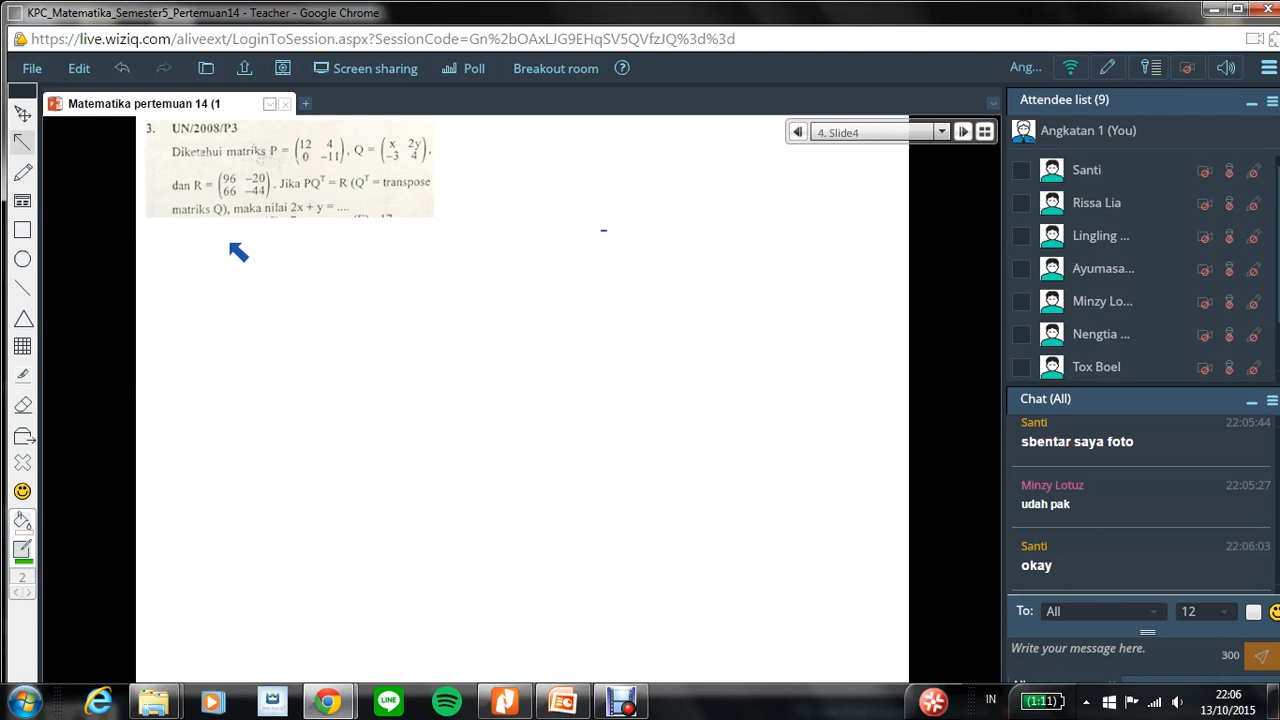 KPC_Matematika_Semester5_Pertemuan14 - Teacher - Google Chrome
https://live.wiziq.com/aliveext/LoginToSession.aspx?SessionCode=Gn%2bOAxLJG9EHqSV5QVfzJQ%3d%3d
File Edit Screen sharing Poll Breakout room Ang...
Matematika pertemuan 14 (1
4. Slide4
3. UN/2008/P3
Diketahui matriks P = (12 4 0 -11), Q = (x 2y -3 4),
dan R = (96 -20 66 -44). Jika PQᵀ = R (Qᵀ = transpose
matriks Q), maka nilai 2x + y = ....
2
Attendee list (9)
Angkatan 1 (You)
Santi
Rissa Lia
Lingling ...
Ayumasa...
Minzy Lo...
Nengtia ...
Tox Boel
Chat (All)
Santi 22:05:44
sbentar saya foto
Minzy Lotuz 22:05:27
udah pak
Santi 22:06:03
okay
To: All 12
Write your message here. 300
IN (1:11) 22:06
13/10/2015
LINE